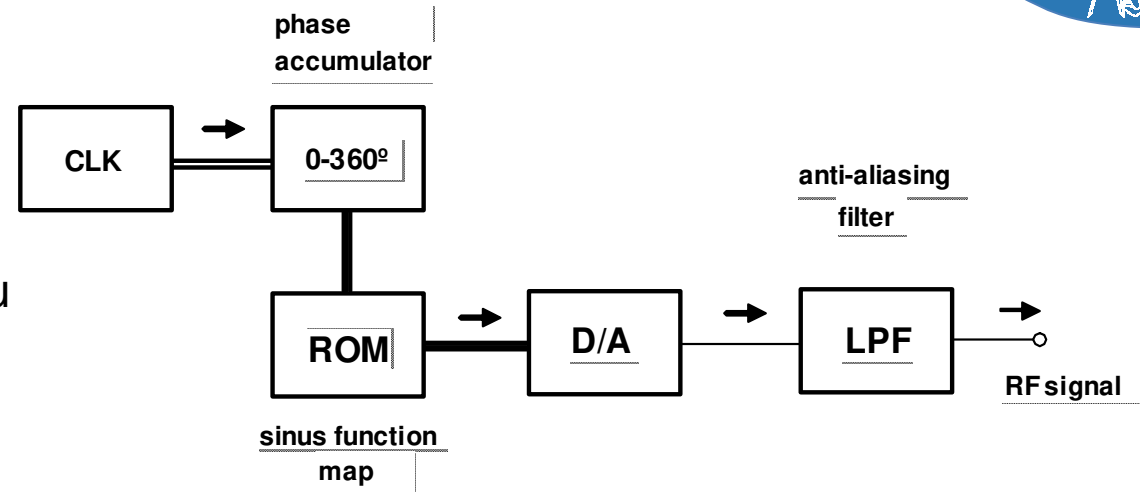 phase
accumulator
CLK
0-360º
anti-aliasing
filter
ROM
D/A
LPF
RF signal
sinus function
map